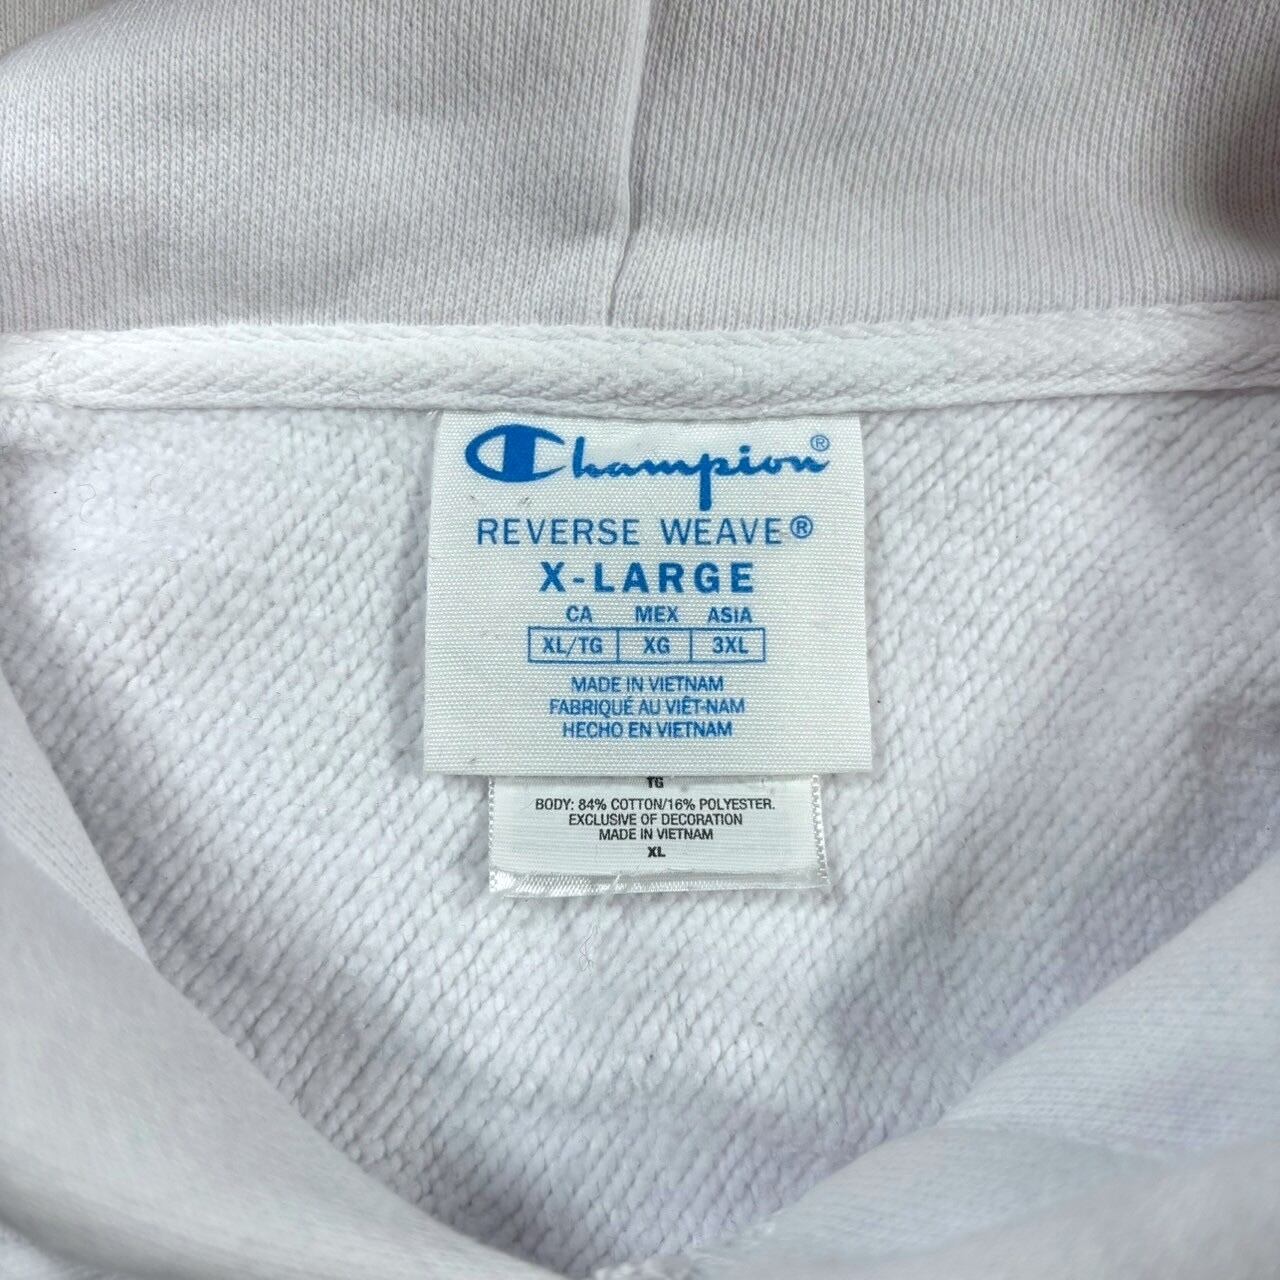 Champion®
REVERSE WEAVE®
X-LARGE
CA MEX ASIA
XL/TG XG 3XL
MADE IN VIETNAM
FABRIQUÉ AU VIÊT-NAM
HECHO EN VIETNAM
TG
BODY: 84% COTTON/16% POLYESTER.
EXCLUSIVE OF DECORATION
MADE IN VIETNAM
XL